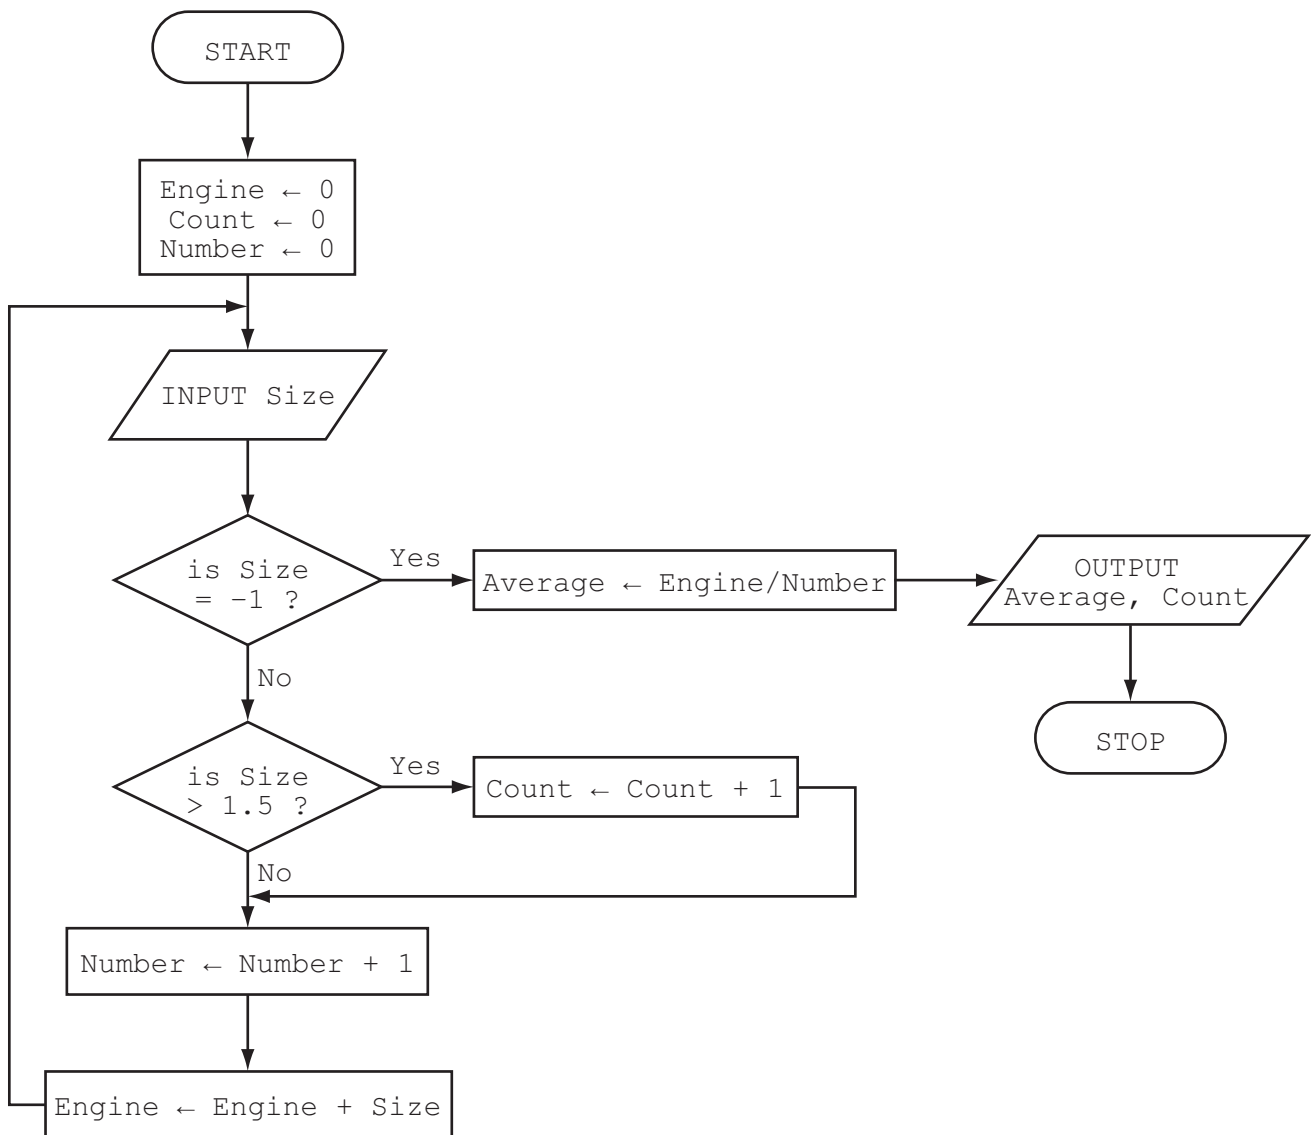 START
Engine ← 0
Count ← 0
Number ← 0
INPUT Size
is Size
= −1 ?
Yes
Average ← Engine/Number
OUTPUT
Average, Count
STOP
No
is Size
> 1.5 ?
Yes
Count ← Count + 1
No
Number ← Number + 1
Engine ← Engine + Size